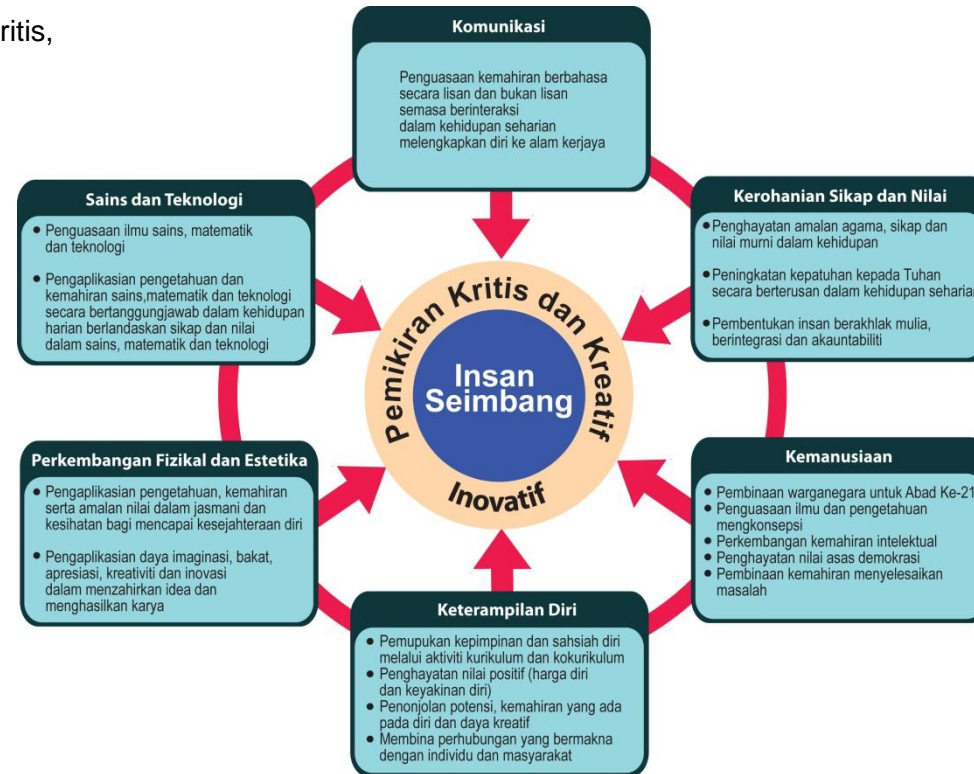 ritis,
Komunikasi
Penguasaan kemahiran berbahasa
secara lisan dan bukan lisan
semasa berinteraksi
dalam kehidupan seharian
melengkapkan diri ke alam kerjaya
Sains dan Teknologi
• Penguasaan ilmu sains, matematik
dan teknologi
• Pengaplikasian pengetahuan dan
kemahiran sains,matematik dan teknologi
secara bertanggungjawab dalam kehidupan
harian berlandaskan sikap dan nilai
dalam sains, matematik dan teknologi
Kerohanian Sikap dan Nilai
• Penghayatan amalan agama, sikap dan
nilai murni dalam kehidupan
• Peningkatan kepatuhan kepada Tuhan
secara berterusan dalam kehidupan seharian
• Pembentukan insan berakhlak mulia,
berintegrasi dan akauntabiliti
Pemikiran Kritis dan Kreatif
Insan
Seimbang
Inovatif
Perkembangan Fizikal dan Estetika
• Pengaplikasian pengetahuan, kemahiran
serta amalan nilai dalam jasmani dan
kesihatan bagi mencapai kesejahteraan diri
• Pengaplikasian daya imaginasi, bakat,
apresiasi, kreativiti dan inovasi
dalam menzahirkan idea dan
menghasilkan karya
Kemanusiaan
• Pembinaan warganegara untuk Abad Ke-21
• Penguasaan ilmu dan pengetahuan
mengkonsepsi
• Perkembangan kemahiran intelektual
• Penghayatan nilai asas demokrasi
• Pembinaan kemahiran menyelesaikan
masalah
Keterampilan Diri
• Pemupukan kepimpinan dan sahsiah diri
melalui aktiviti kurikulum dan kokurikulum
• Penghayatan nilai positif (harga diri
dan keyakinan diri)
• Penonjolan potensi, kemahiran yang ada
pada diri dan daya kreatif
• Membina perhubungan yang bermakna
dengan individu dan masyarakat